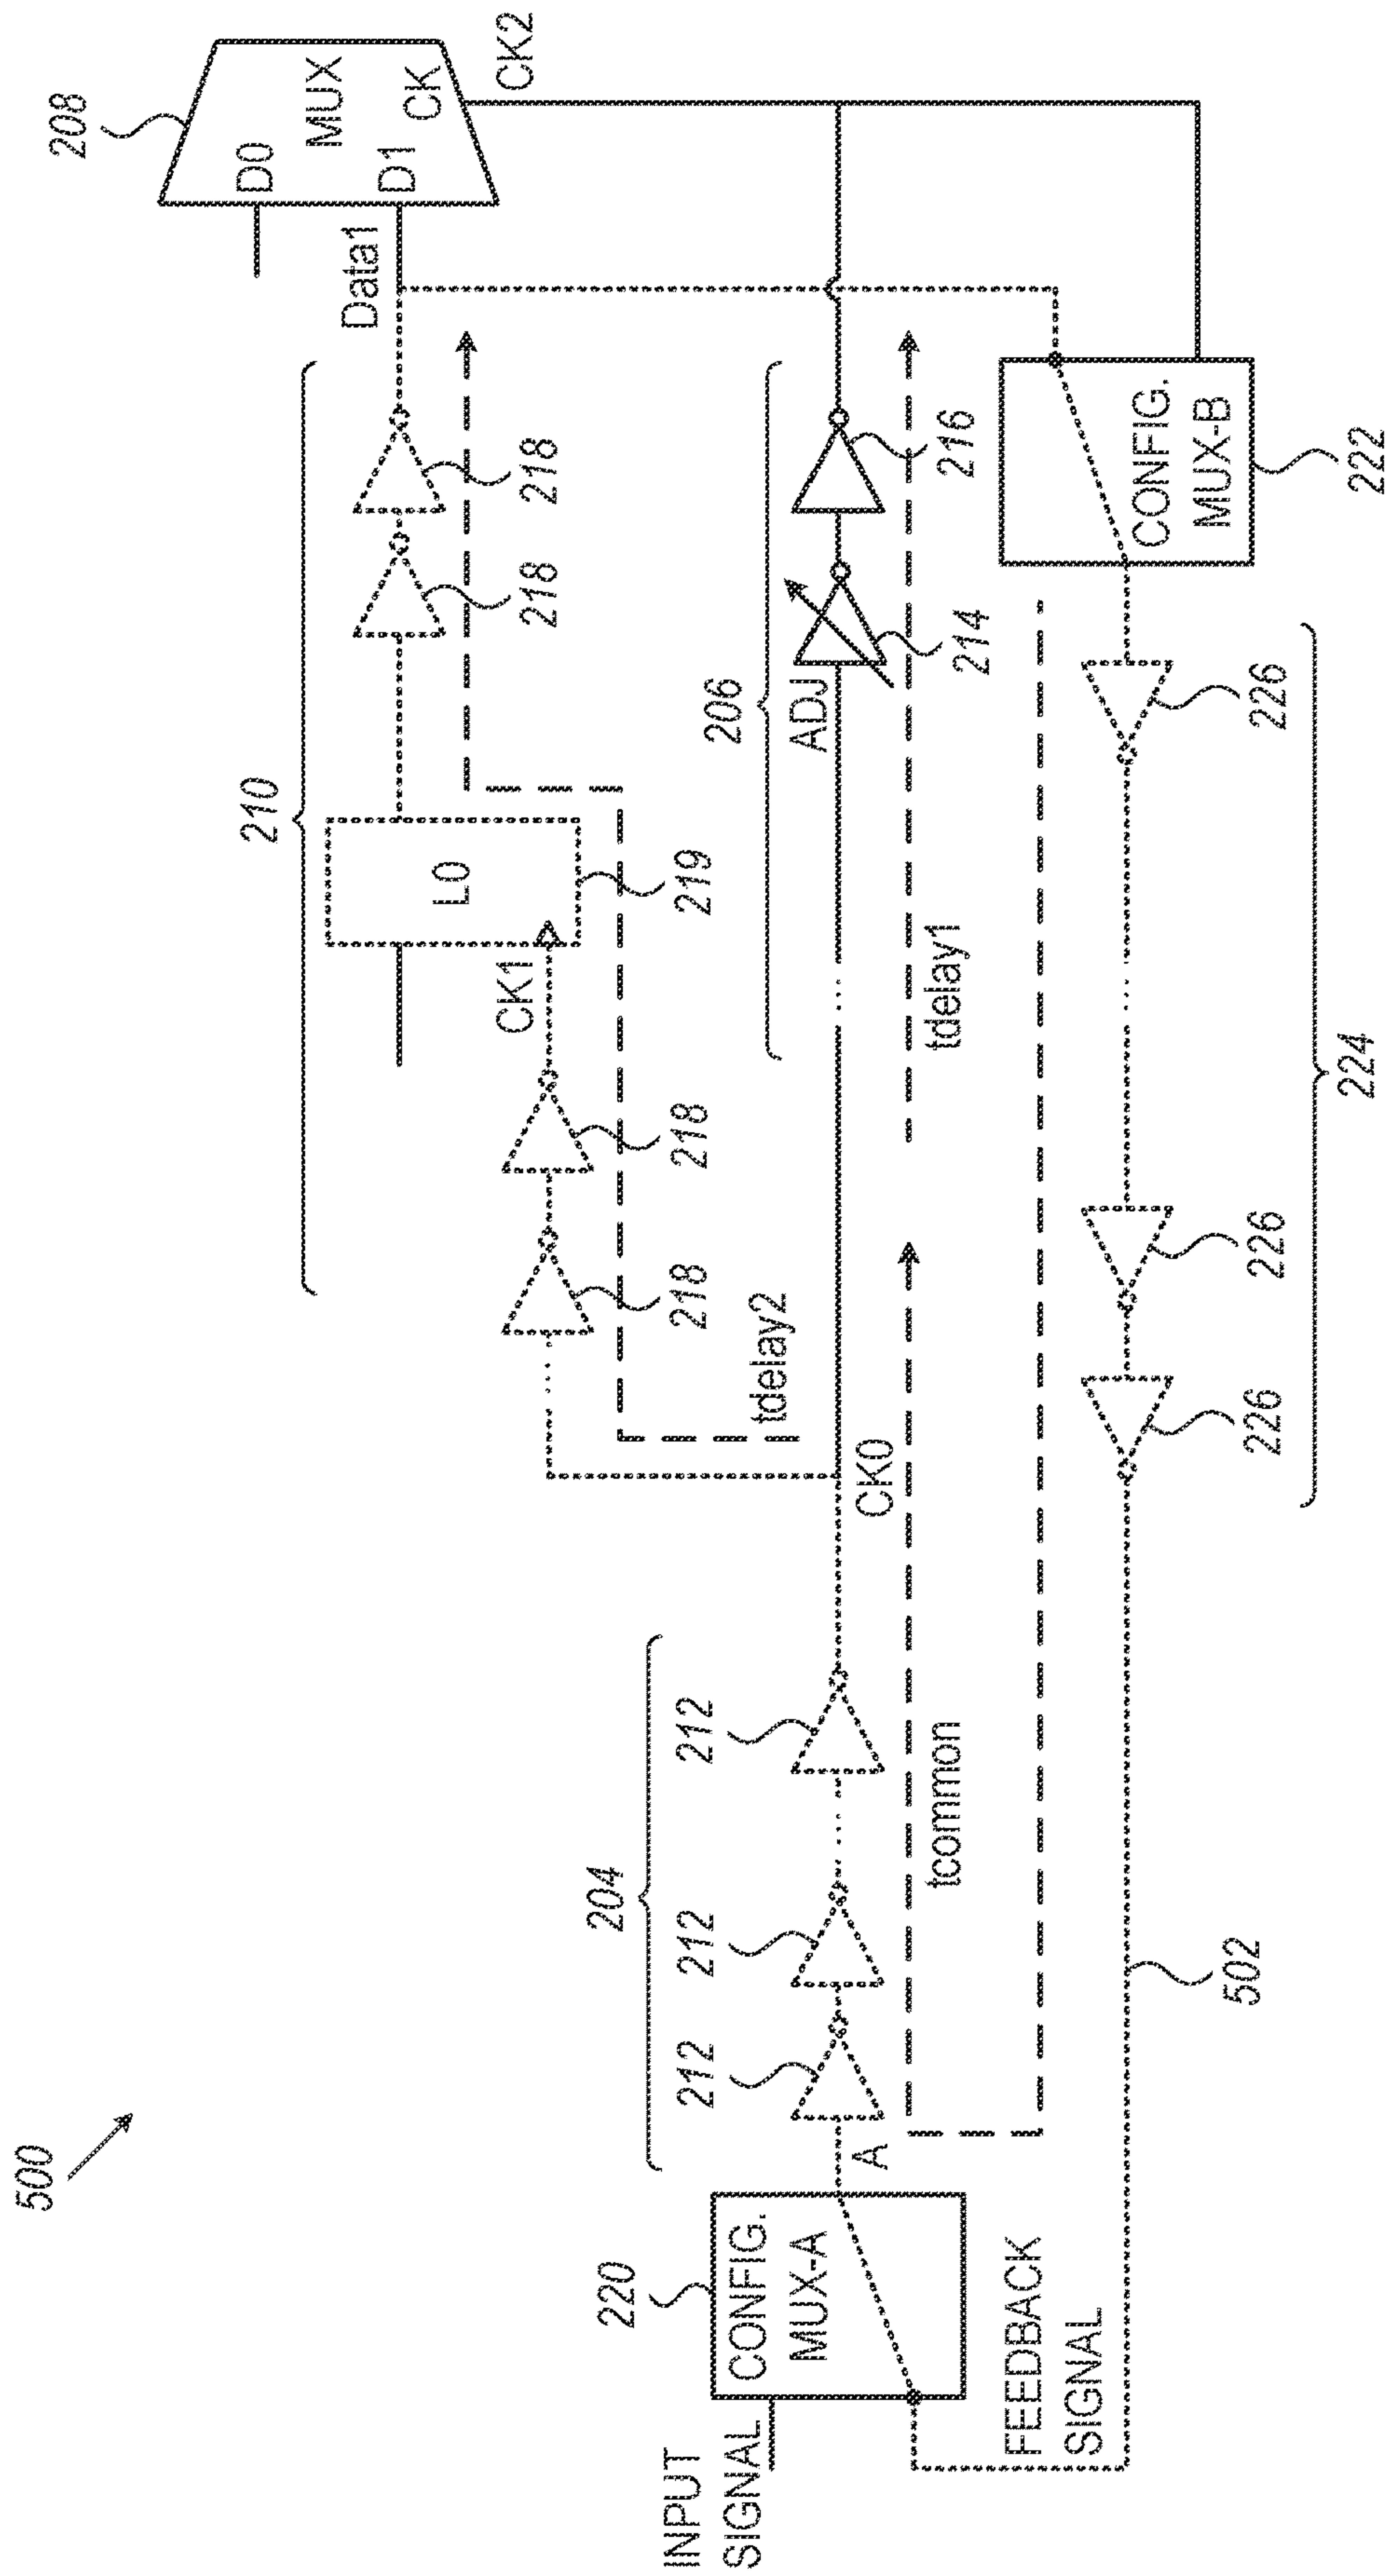 500
INPUT
SIGNAL
220
CONFIG.
MUX-A
FEEDBACK
SIGNAL
A
204
212
212
212
tcommon
502
CK0
tdelay2
210
218
218
CK1
L0
219
218
218
Data1
208
D0
D1
MUX
CK
CK2
206
ADJ
214
216
tdelay1
CONFIG.
MUX-B
222
224
226
226
226